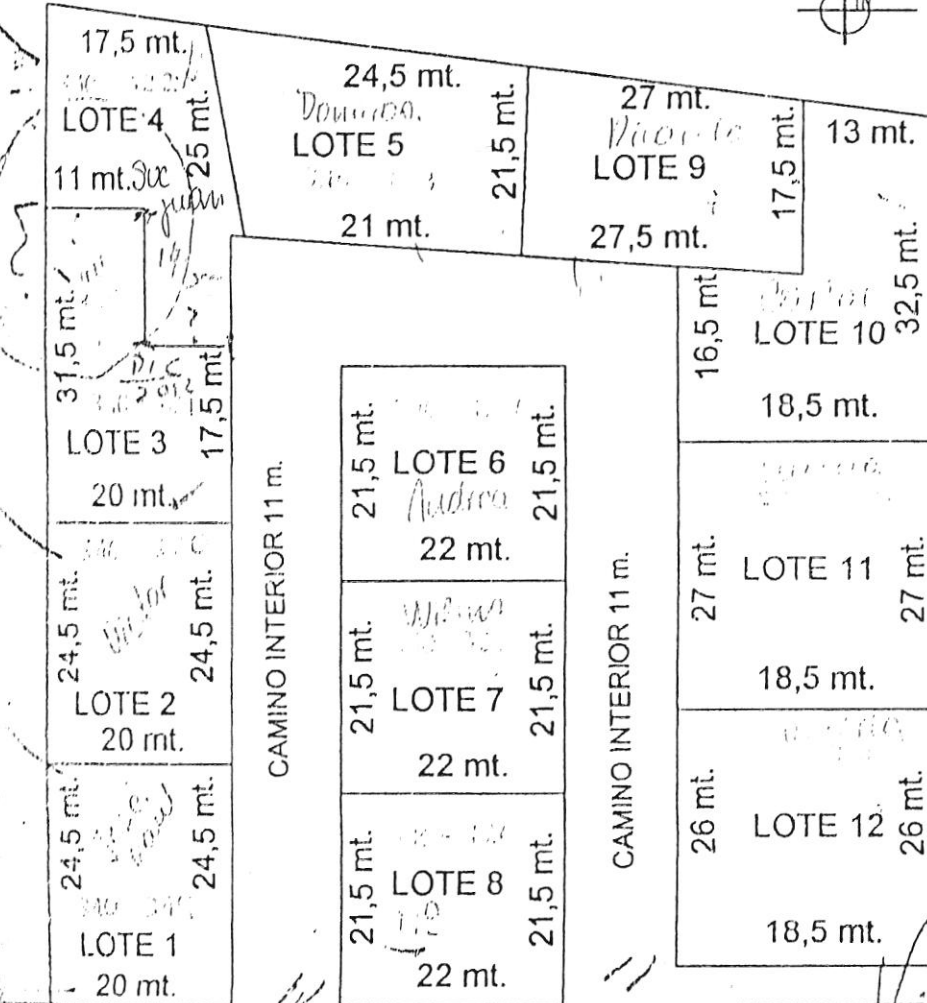 17,5 mt.
LOTE 4
25 mt.
11 mt.
Juan
31,5 mt.
17,5 mt
LOTE 3
20 mt.
24,5 mt.
Victor
24,5 mt.
LOTE 2
20 mt.
24,5 mt.
24,5 mt.
LOTE 1
20 mt.
24,5 mt.
LOTE 5
21,5 mt.
21 mt.
27 mt.
LOTE 9
17,5 mt.
27,5 mt.
13 mt.
16,5 mt.
LOTE 10
32,5 mt.
18,5 mt.
CAMINO INTERIOR 11 m.
21,5 mt.
LOTE 6
21,5 mt.
Andrea
22 mt.
21,5 mt.
LOTE 7
21,5 mt.
22 mt.
21,5 mt.
LOTE 8
21,5 mt.
22 mt.
CAMINO INTERIOR 11 m.
27 mt.
LOTE 11
27 mt.
18,5 mt.
26 mt.
LOTE 12
26 mt.
18,5 mt.